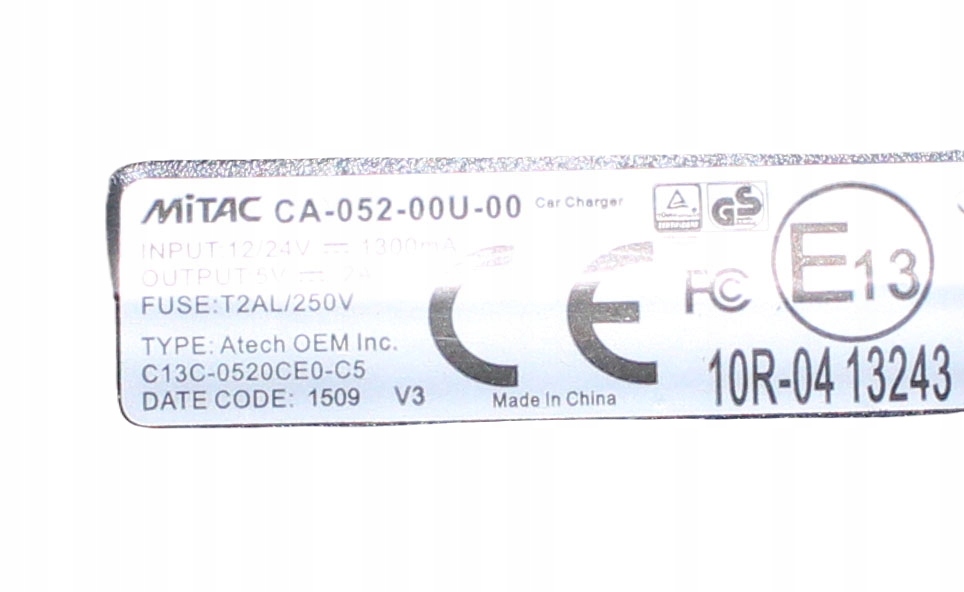 MiTAC CA-052-00U-00 Car Charger
INPUT 12/24V ⎓ 1300mA
OUTPUT 5V ⎓ 2A
FUSE:T2AL/250V
TYPE: Atech OEM Inc.
C13C-0520CE0-C5
DATE CODE: 1509 V3
CE
Made In China
GS
FC
E13
10R-04 13243